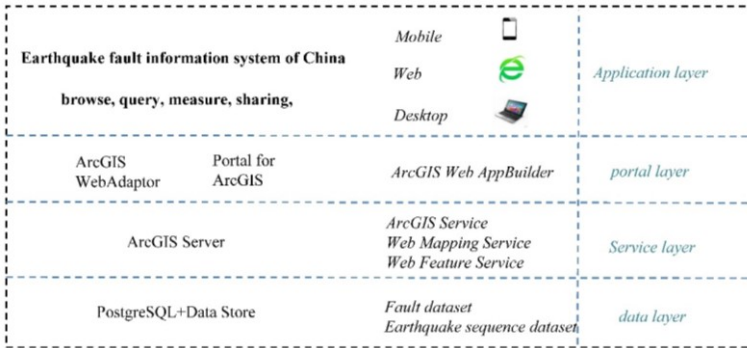 Earthquake fault information system of China
browse, query, measure, sharing,
Mobile
Web
Desktop
Application layer
ArcGIS
WebAdaptor
Portal for
ArcGIS
ArcGIS Web AppBuilder
portal layer
ArcGIS Server
ArcGIS Service
Web Mapping Service
Web Feature Service
Service layer
PostgreSQL+Data Store
Fault dataset
Earthquake sequence dataset
data layer